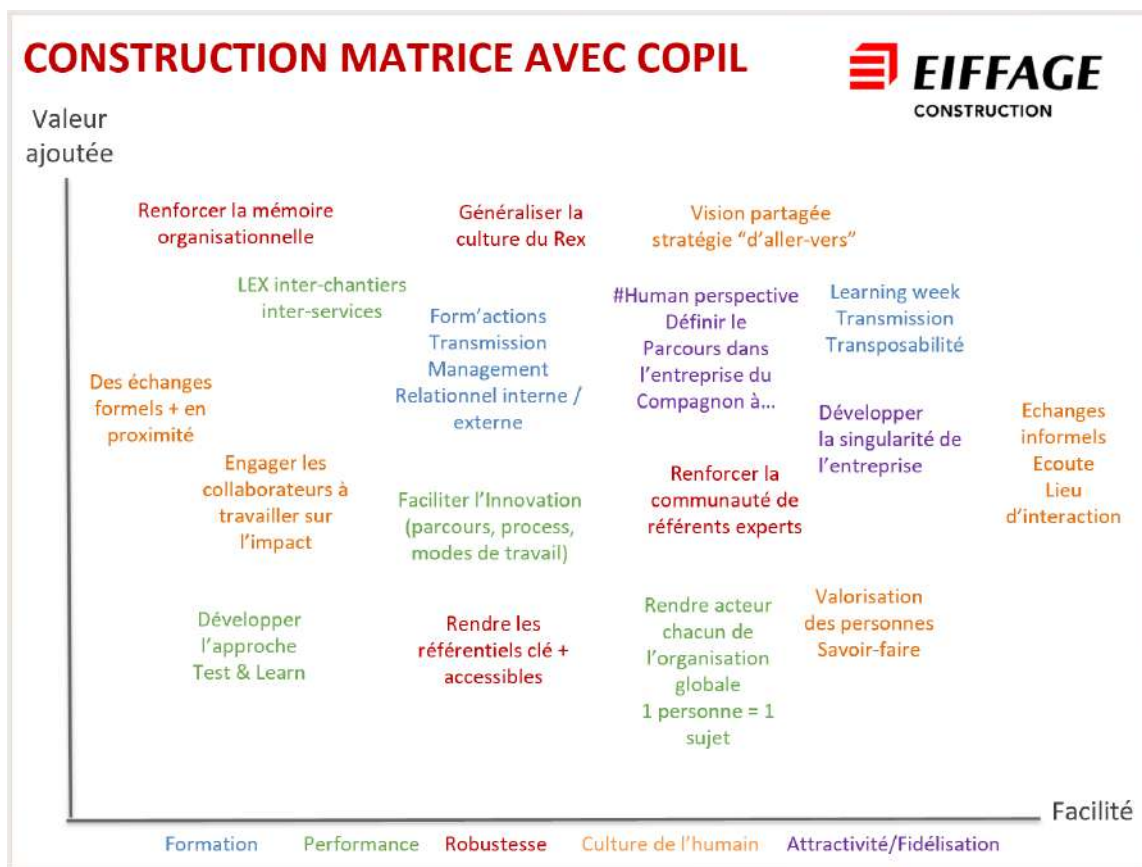 CONSTRUCTION MATRICE AVEC COPIL
EIFFAGE
CONSTRUCTION
Valeur
ajoutée
Renforcer la mémoire
organisationnelle
Généraliser la
culture du Rex
Vision partagée
stratégie “d’aller-vers”
LEX inter-chantiers
inter-services
Form’actions
Transmission
Management
Relationnel interne /
externe
#Human perspective
Définir le
Parcours dans
l’entreprise du
Compagnon à…
Learning week
Transmission
Transposabilité
Des échanges
formels + en
proximité
Engager les
collaborateurs à
travailler sur
l’impact
Faciliter l’Innovation
(parcours, process,
modes de travail)
Renforcer la
communauté de
référents experts
Développer
la singularité de
l’entreprise
Echanges
informels
Ecoute
Lieu
d’interaction
Développer
l’approche
Test & Learn
Rendre les
référentiels clé +
accessibles
Rendre acteur
chacun de
l’organisation
globale
1 personne = 1
sujet
Valorisation
des personnes
Savoir-faire
Facilité
Formation
Performance
Robustesse
Culture de l’humain
Attractivité/Fidélisation